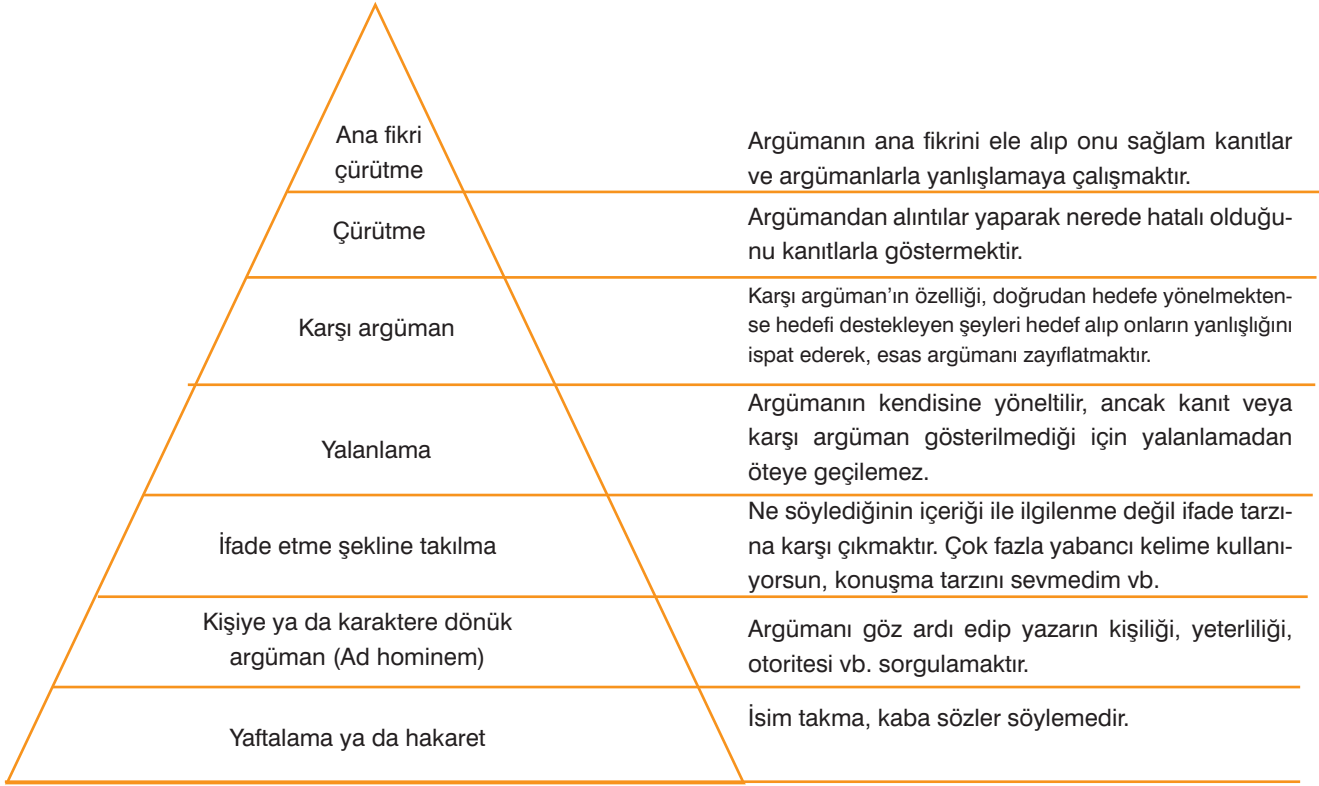 Ana fikri
çürütme
Argümanın ana fikrini ele alıp onu sağlam kanıtlar
ve argümanlarla yanlışlamaya çalışmaktır.
Çürütme
Argümandan alıntılar yaparak nerede hatalı olduğu-
nu kanıtlarla göstermektir.
Karşı argüman
Karşı argüman’ın özelliği, doğrudan hedefe yönelmekten-
se hedefi destekleyen şeyleri hedef alıp onların yanlışlığını
ispat ederek, esas argümanı zayıflatmaktır.
Yalanlama
Argümanın kendisine yöneltilir, ancak kanıt veya
karşı argüman gösterilmediği için yalanlamadan
öteye geçilemez.
İfade etme şekline takılma
Ne söylediğinin içeriği ile ilgilenme değil ifade tarzı-
na karşı çıkmaktır. Çok fazla yabancı kelime kullanı-
yorsun, konuşma tarzını sevmedim vb.
Kişiye ya da karaktere dönük
argüman (Ad hominem)
Argümanı göz ardı edip yazarın kişiliği, yeterliliği,
otoritesi vb. sorgulamaktır.
Yaftalama ya da hakaret
İsim takma, kaba sözler söylemedir.